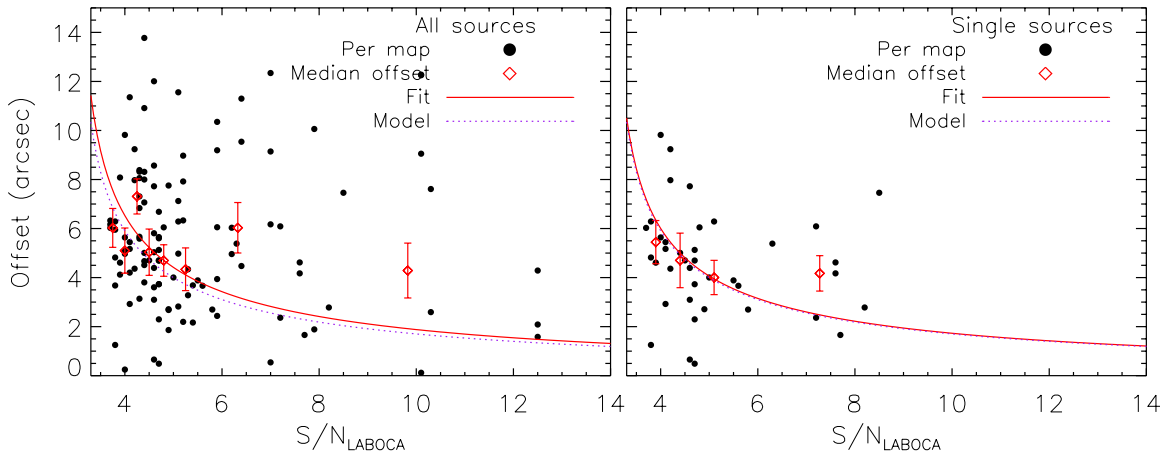 All sources
Per map
Median offset
Fit
Model
Single sources
Per map
Median offset
Fit
Model
Offset (arcsec)
14
12
10
8
6
4
2
0
4 6 8 10 12 14
4 6 8 10 12 14
S/N LABOCA
S/N LABOCA